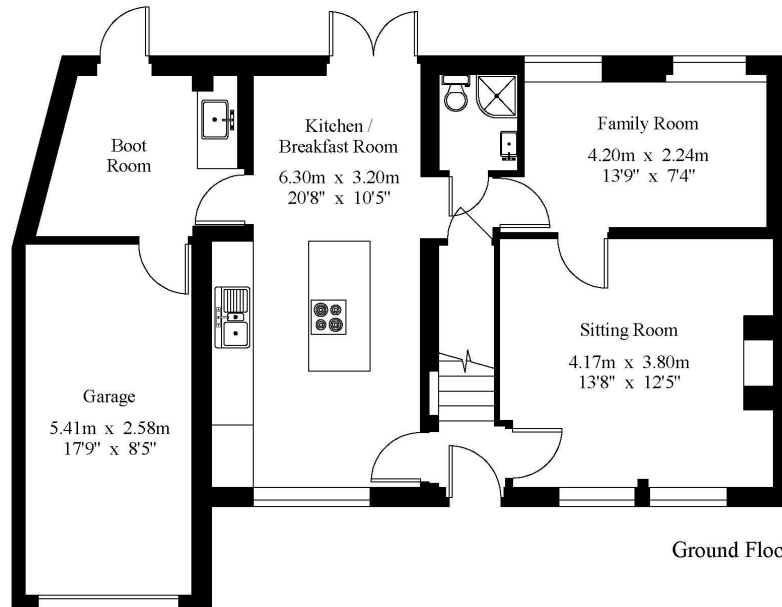 Boot
Room
Kitchen /
Breakfast Room
6.30m x 3.20m
20'8" x 10'5"
Family Room
4.20m x 2.24m
13'9" x 7'4"
Sitting Room
4.17m x 3.80m
13'8" x 12'5"
Garage
5.41m x 2.58m
17'9" x 8'5"
Ground Floo